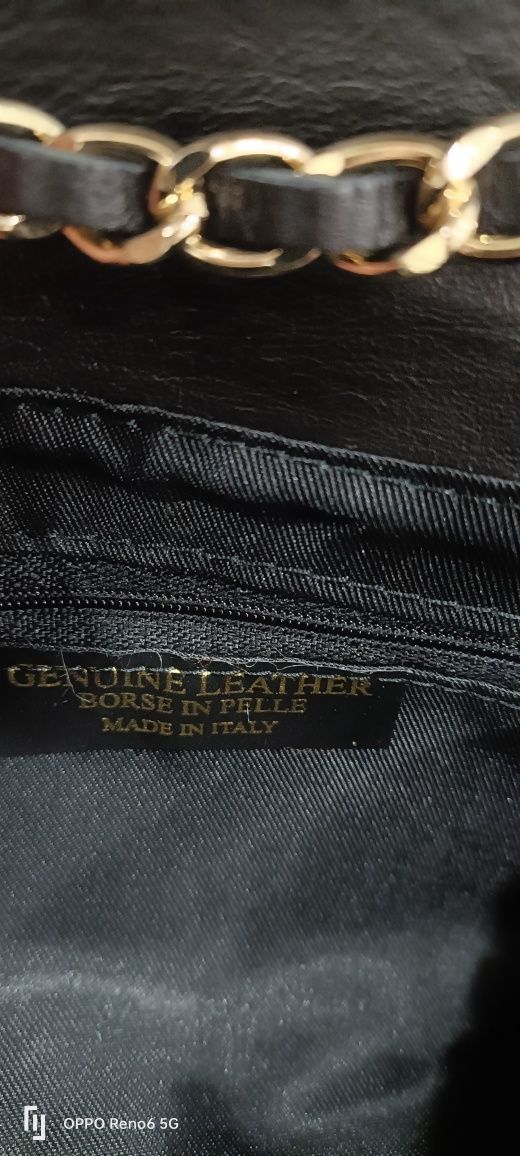 GENUINE LEATHER
BORSE IN PELLE
MADE IN ITALY
OPPO Reno6 5G